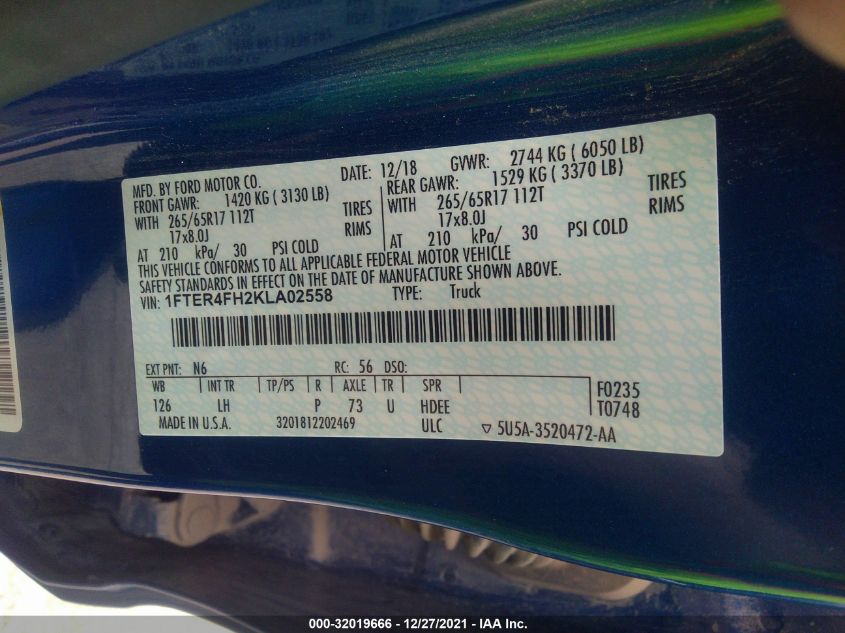 MFD. BY FORD MOTOR CO. DATE: 12/18 GVWR: 2744 KG ( 6050 LB)
FRONT GAWR: 1420 KG ( 3130 LB) REAR GAWR: 1529 KG ( 3370 LB)
WITH 265/65R17 112T TIRES WITH 265/65R17 112T TIRES
17x8.0J RIMS 17x8.0J RIMS
AT 210 kPa/ 30 PSI COLD AT 210 kPa/ 30 PSI COLD
THIS VEHICLE CONFORMS TO ALL APPLICABLE FEDERAL MOTOR VEHICLE
SAFETY STANDARDS IN EFFECT ON THE DATE OF MANUFACTURE SHOWN ABOVE.
VIN: 1FTER4FH2KLA02558 TYPE: Truck
EXT PNT: N6 RC: 56 DSO:
WB INT TR TP/PS R AXLE TR SPR F0235
126 LH P 73 U HDEE T0748
MADE IN U.S.A. 3201812202469 ULC 5U5A-3520472-AA
000-32019666 - 12/27/2021 - IAA Inc.